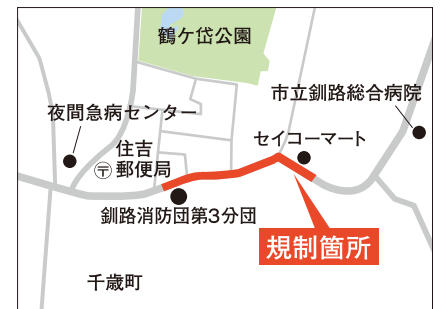 鶴ケ岱公園
市立釧路総合病院
夜間急病センター
セイコーマート
住吉
〒郵便局
釧路消防団第3分団
規制箇所
千歳町